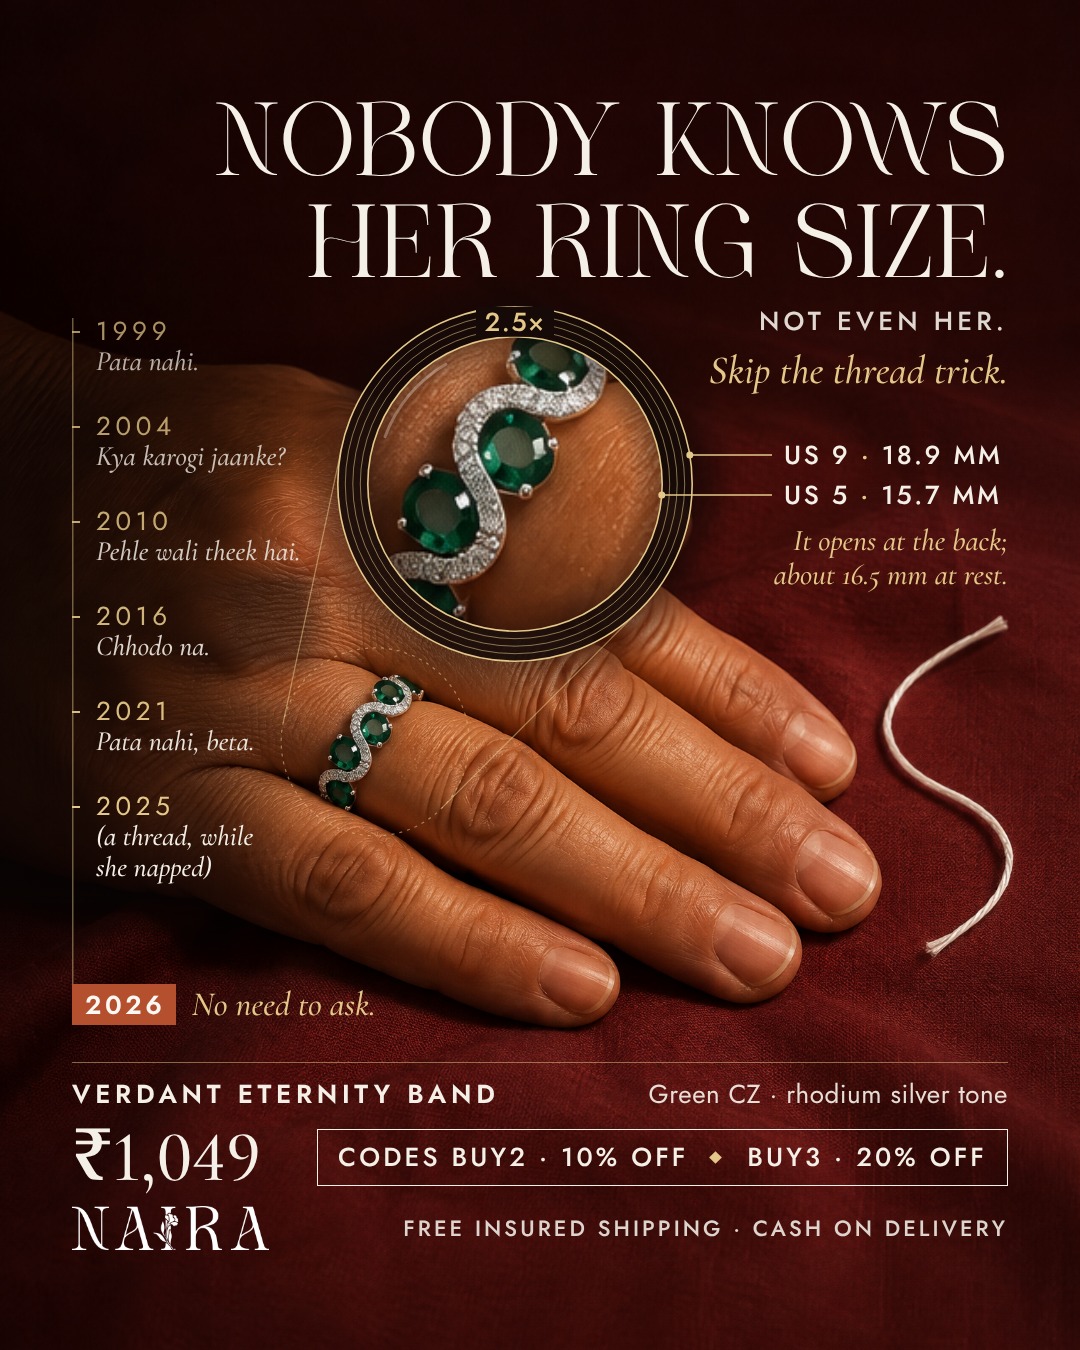 NOBODY KNOWS
HER RING SIZE.
NOT EVEN HER.
Skip the thread trick.
1999
Pata nahi.
2004
Kya karogi jaanke?
2010
Pehle wali theek hai.
2016
Chhodo na.
2021
Pata nahi, beta.
2025
(a thread, while
she napped)
2026 No need to ask.
2.5×
US 9 · 18.9 MM
US 5 · 15.7 MM
It opens at the back;
about 16.5 mm at rest.
VERDANT ETERNITY BAND
Green CZ · rhodium silver tone
₹1,049
CODES BUY2 · 10% OFF ◆ BUY3 · 20% OFF
NAIRA
FREE INSURED SHIPPING · CASH ON DELIVERY